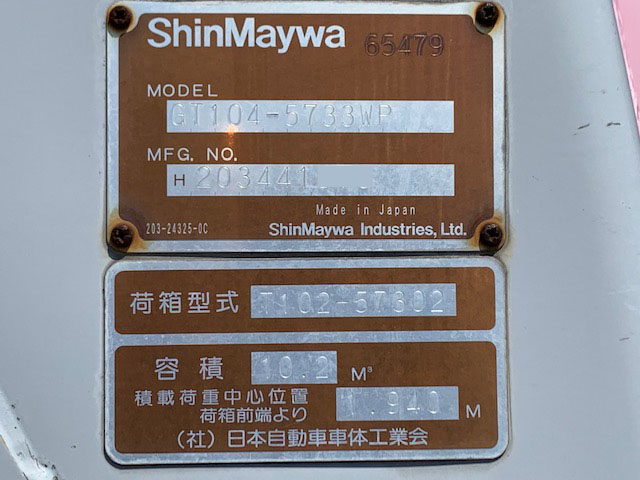 ShinMaywa 65479
MODEL
GT104-5733WP
MFG. NO.
H 203441
Made in Japan
203-24325-0C ShinMaywa Industries, Ltd.
荷箱型式 T102-57302
容積 10.2 M³
積載荷重中心位置
荷箱前端より 1.940 M
(社)日本自動車車体工業会